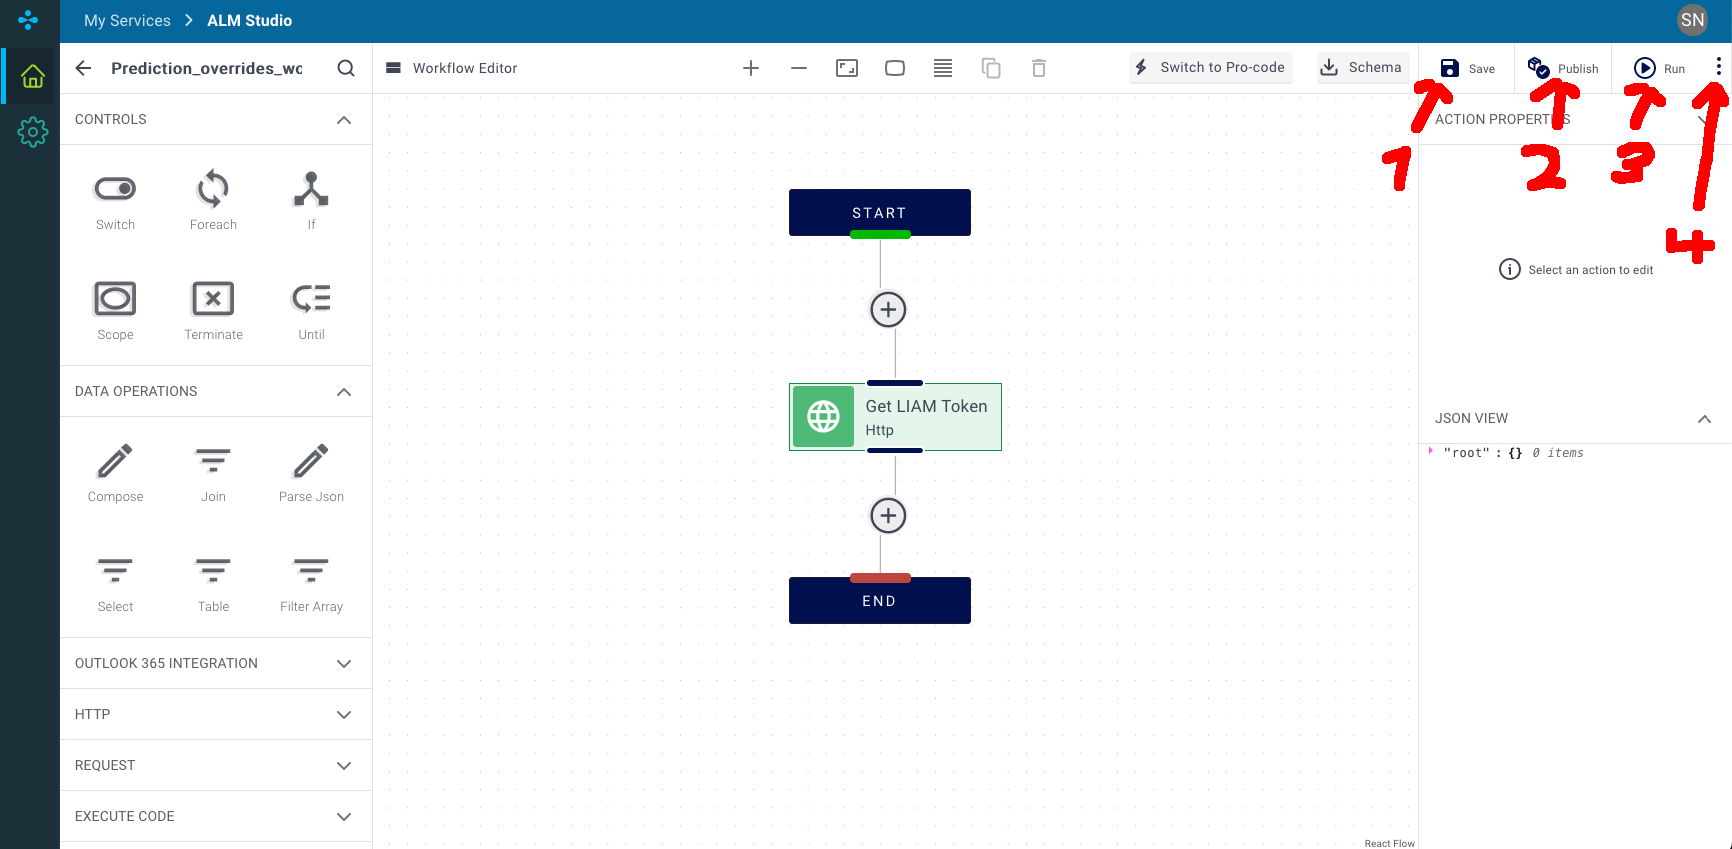 My Services > ALM Studio
SN
Prediction_overrides_wo
Workflow Editor
Switch to Pro-code
Schema
Save
Publish
Run
CONTROLS
ACTION PROPERTIES
1
2
3
4
Switch
Foreach
If
START
Select an action to edit
Scope
Terminate
Until
DATA OPERATIONS
Get LIAM Token
Http
JSON VIEW
"root" : {} 0 items
Compose
Join
Parse Json
Select
Table
Filter Array
END
OUTLOOK 365 INTEGRATION
HTTP
REQUEST
EXECUTE CODE
React Flow